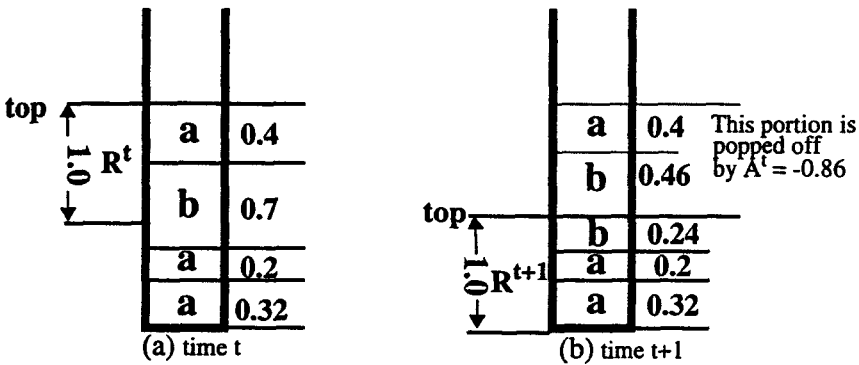 top
1.0
R^t
a 0.4
b 0.7
a 0.2
a 0.32
(a) time t
a 0.4
b 0.46
This portion is
popped off
by A^t = -0.86
top
1.0
R^t+1
b 0.24
a 0.2
a 0.32
(b) time t+1